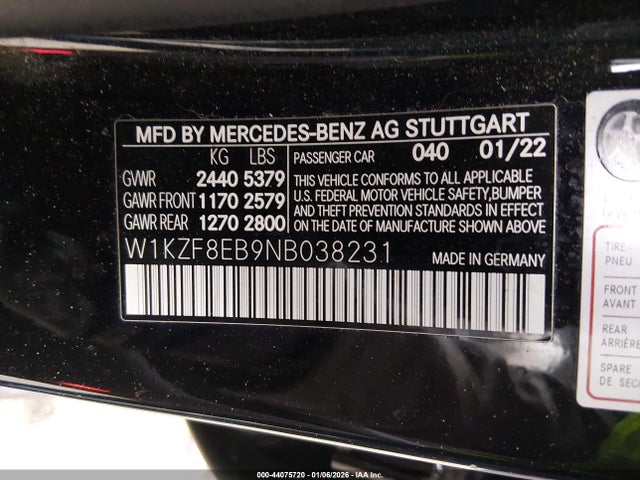 MFD BY MERCEDES-BENZ AG STUTTGART
KG LBS PASSENGER CAR 040 01/22
GVWR 2440 5379
GAWR FRONT 1170 2579
GAWR REAR 1270 2800
THIS VEHICLE CONFORMS TO ALL APPLICABLE
U.S. FEDERAL MOTOR VEHICLE SAFETY, BUMPER
AND THEFT PREVENTION STANDARDS IN EFFECT
ON THE DATE OF MANUFACTURE SHOWN ABOVE.
W1KZF8EB9NB038231 MADE IN GERMANY
TIRE
PNEU
FRONT
AVANT
REAR
ARRIÈRE
SPARE
DE
000-44075720 | 01/06/2026 | IAAI, Inc.